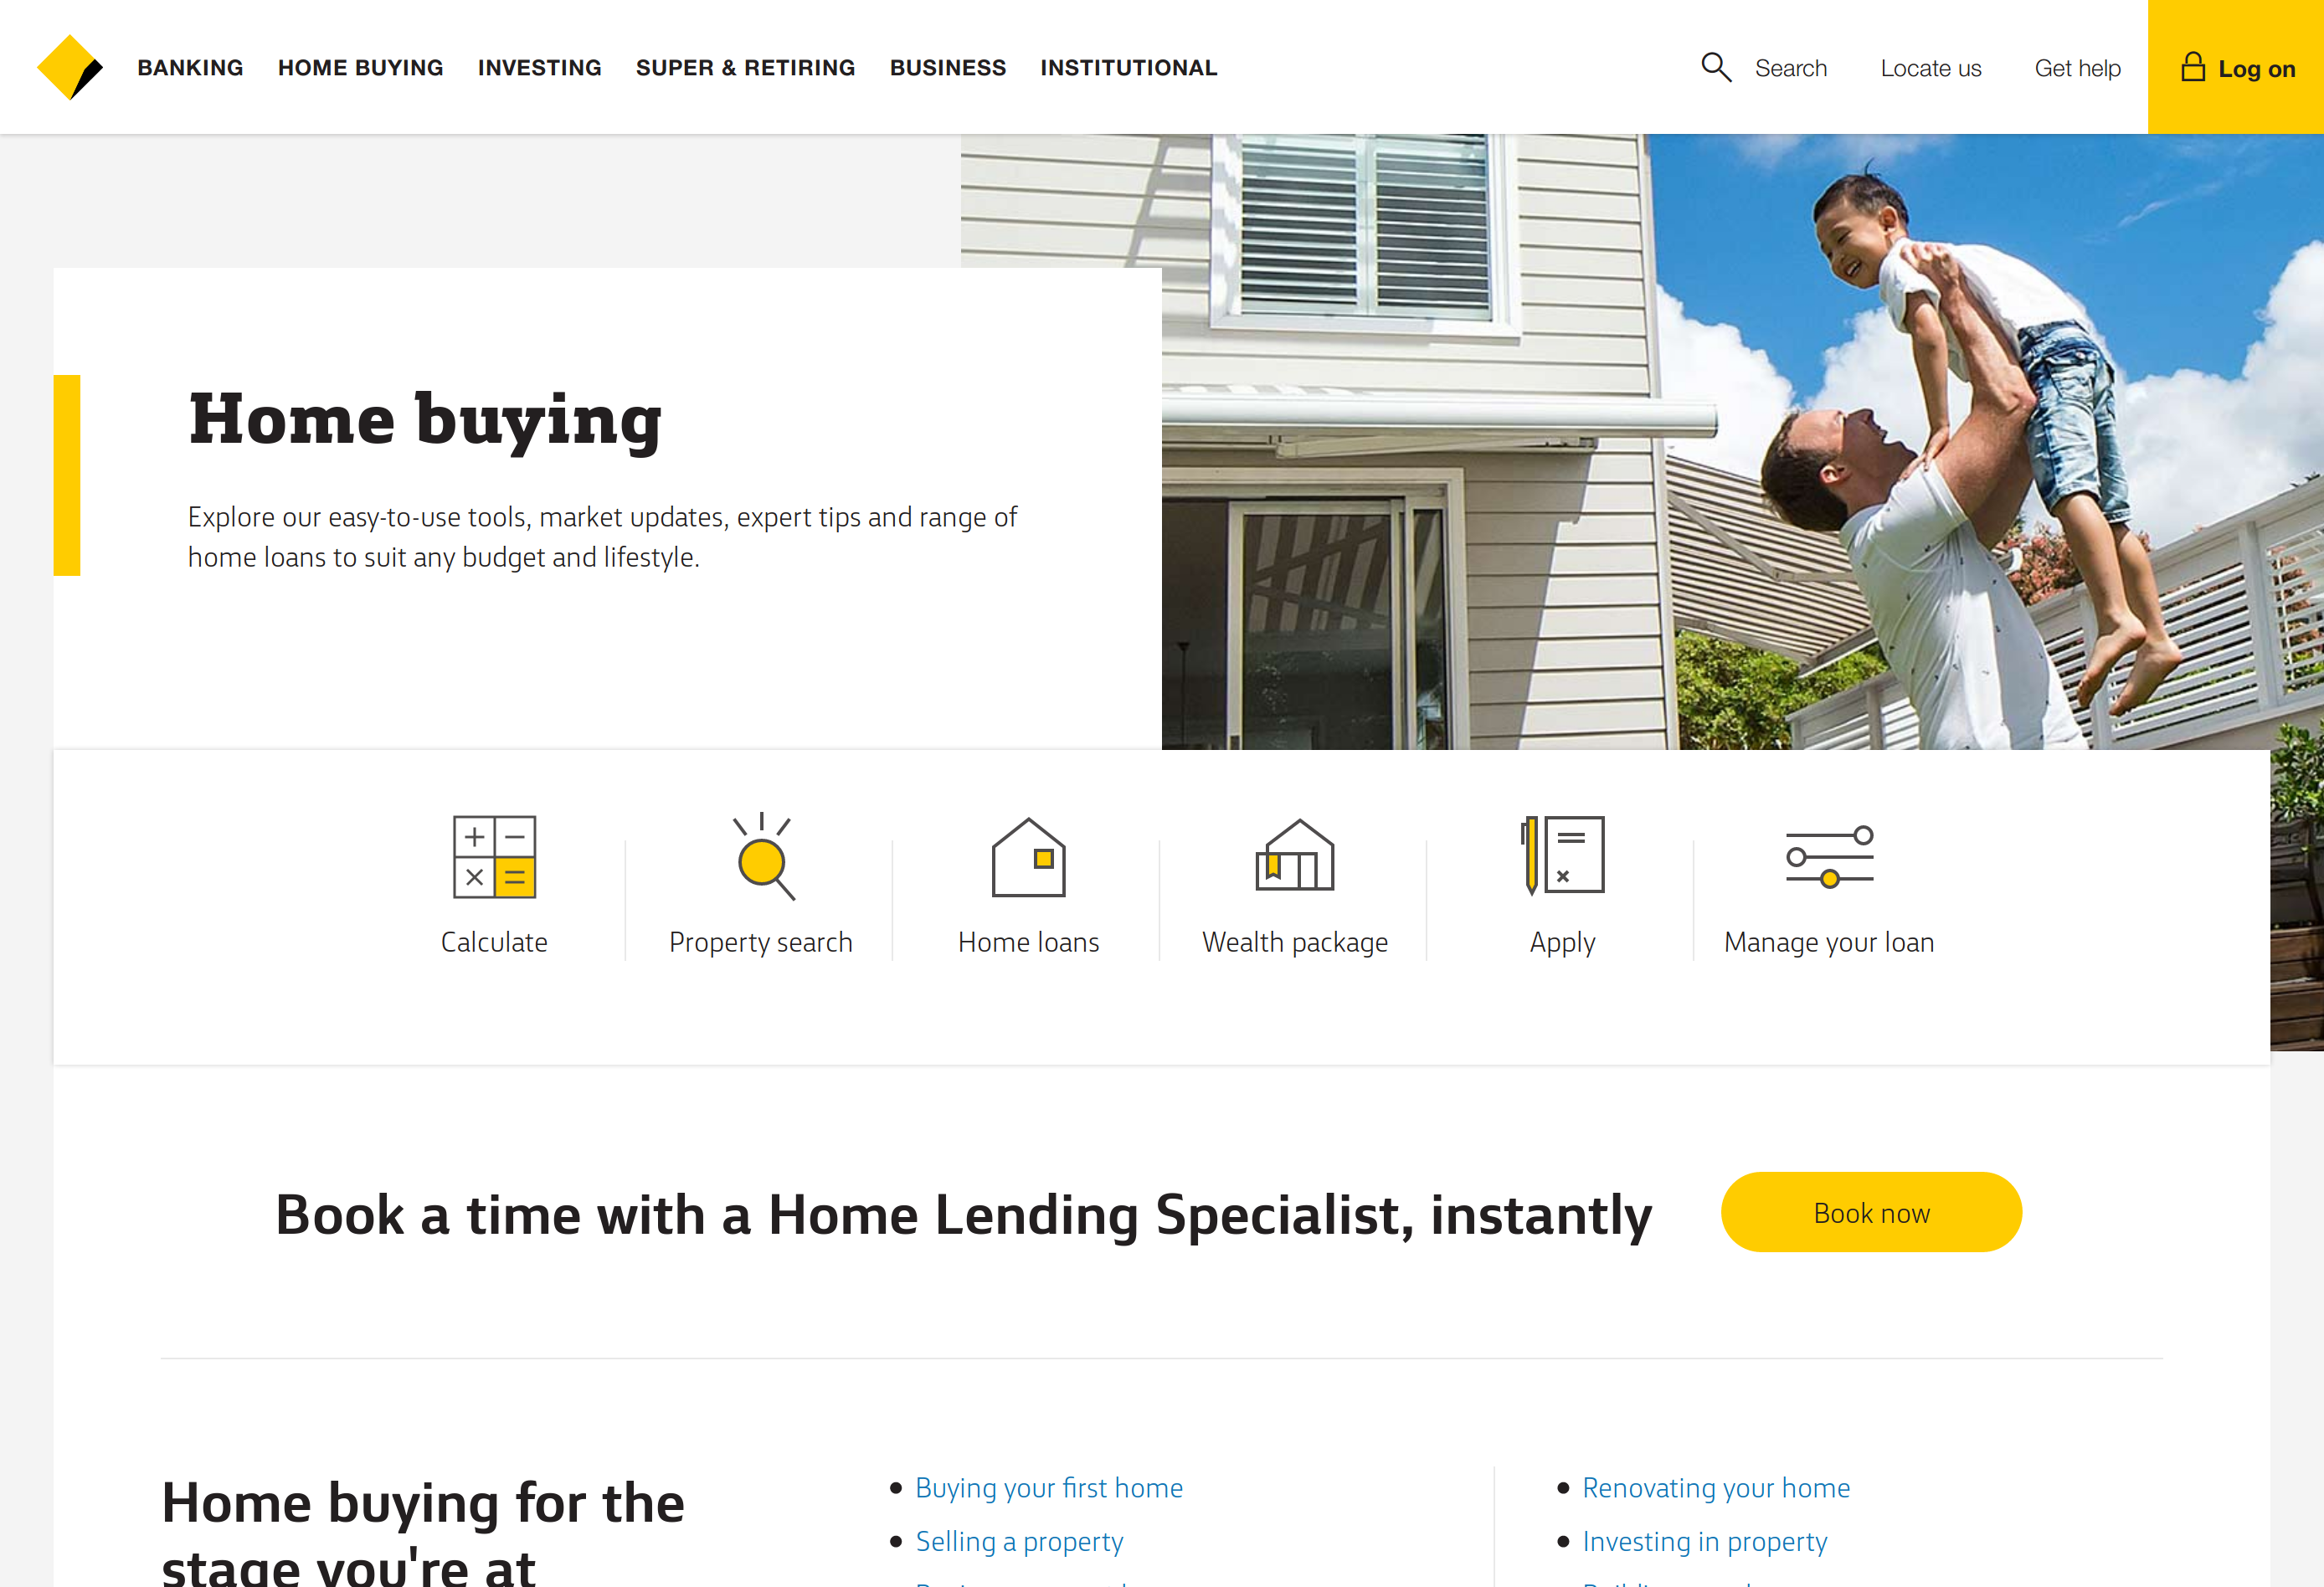 BANKING HOME BUYING INVESTING SUPER & RETIRING BUSINESS INSTITUTIONAL Search Locate us Get help Log on
Home buying
Explore our easy-to-use tools, market updates, expert tips and range of
home loans to suit any budget and lifestyle.
Calculate Property search Home loans Wealth package Apply Manage your loan
Book a time with a Home Lending Specialist, instantly Book now
Home buying for the
stage you're at
Buying your first home
Selling a property
Renovating your home
Investing in property